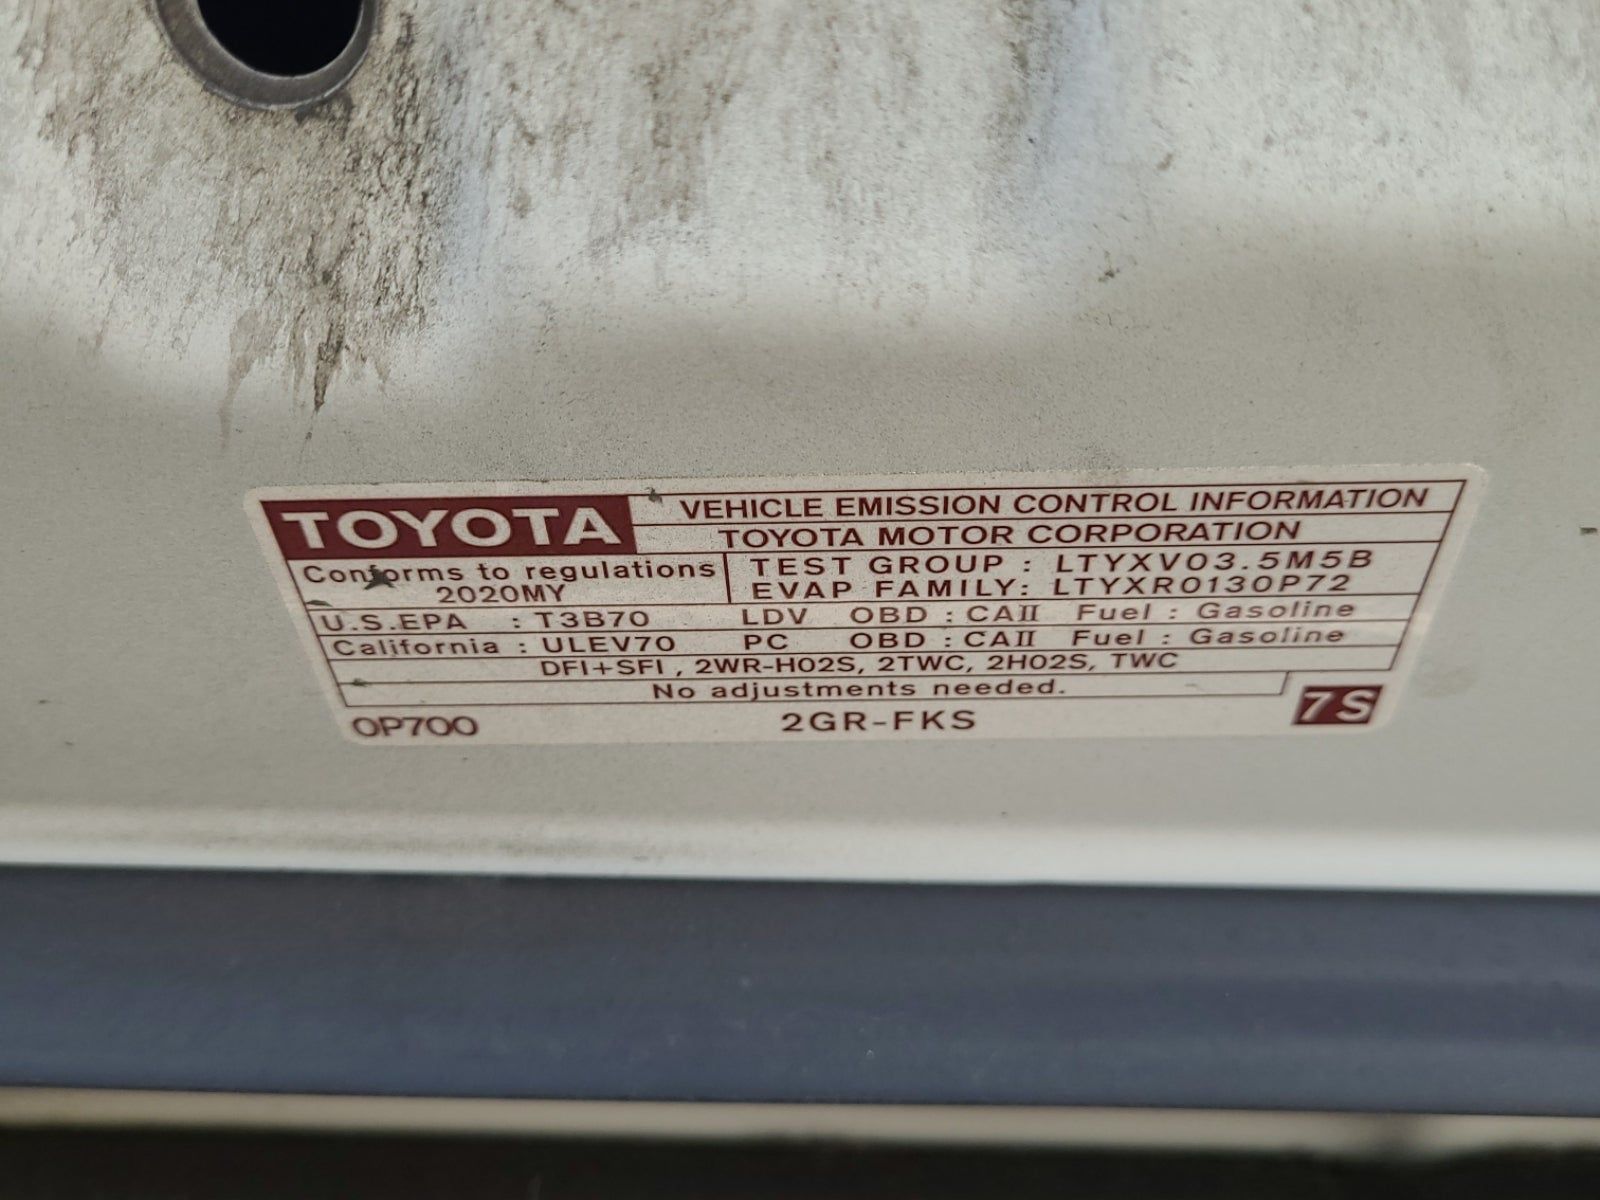 TOYOTA
VEHICLE EMISSION CONTROL INFORMATION
TOYOTA MOTOR CORPORATION
Conforms to regulations
2020MY
TEST GROUP : LTYXV03.5M5B
EVAP FAMILY: LTYXR0130P72
U.S.EPA : T3B70 LDV OBD : CAII Fuel : Gasoline
California : ULEV70 PC OBD : CAII Fuel : Gasoline
DFI+SFI , 2WR-HO2S, 2TWC, 2HO2S, TWC
No adjustments needed.
0P700 2GR-FKS 7S